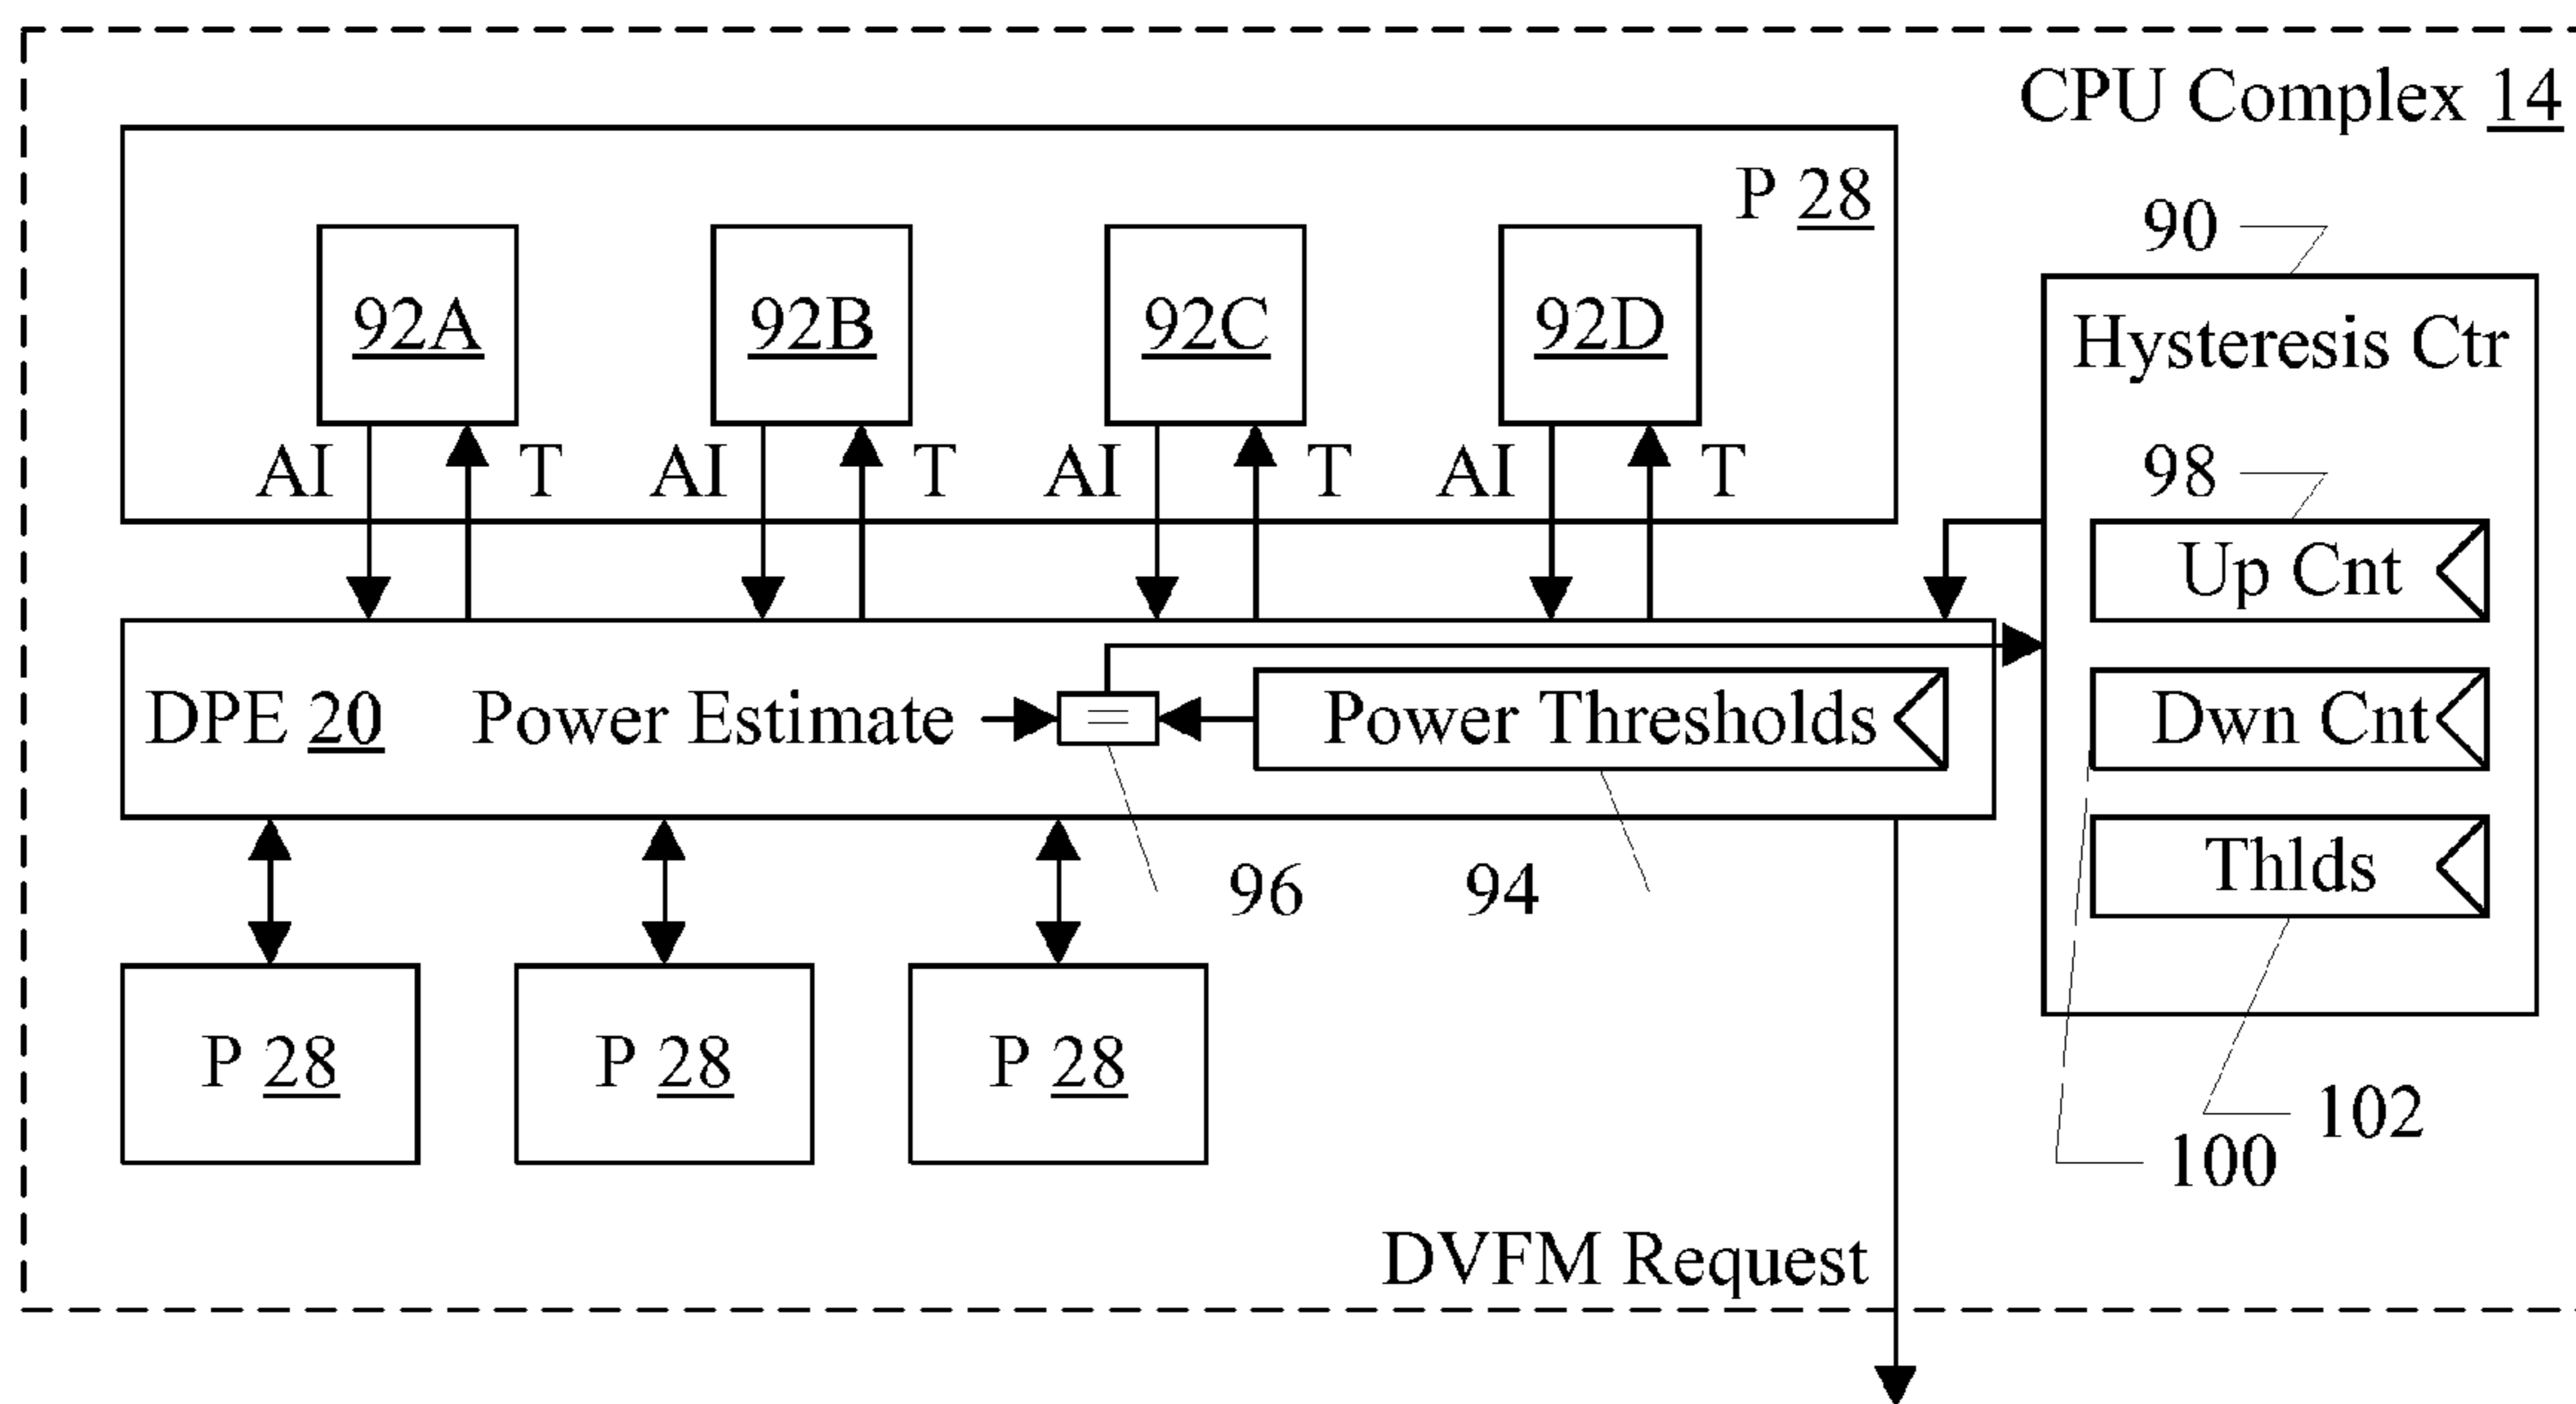 CPU Complex 14
P 28
90
92A
92B
92C
92D
Hysteresis Ctr
AI
T
AI
T
AI
T
AI
T
98
Up Cnt
DPE 20
Power Estimate
=
Power Thresholds
Dwn Cnt
96
94
Thlds
P 28
P 28
P 28
102
100
DVFM Request